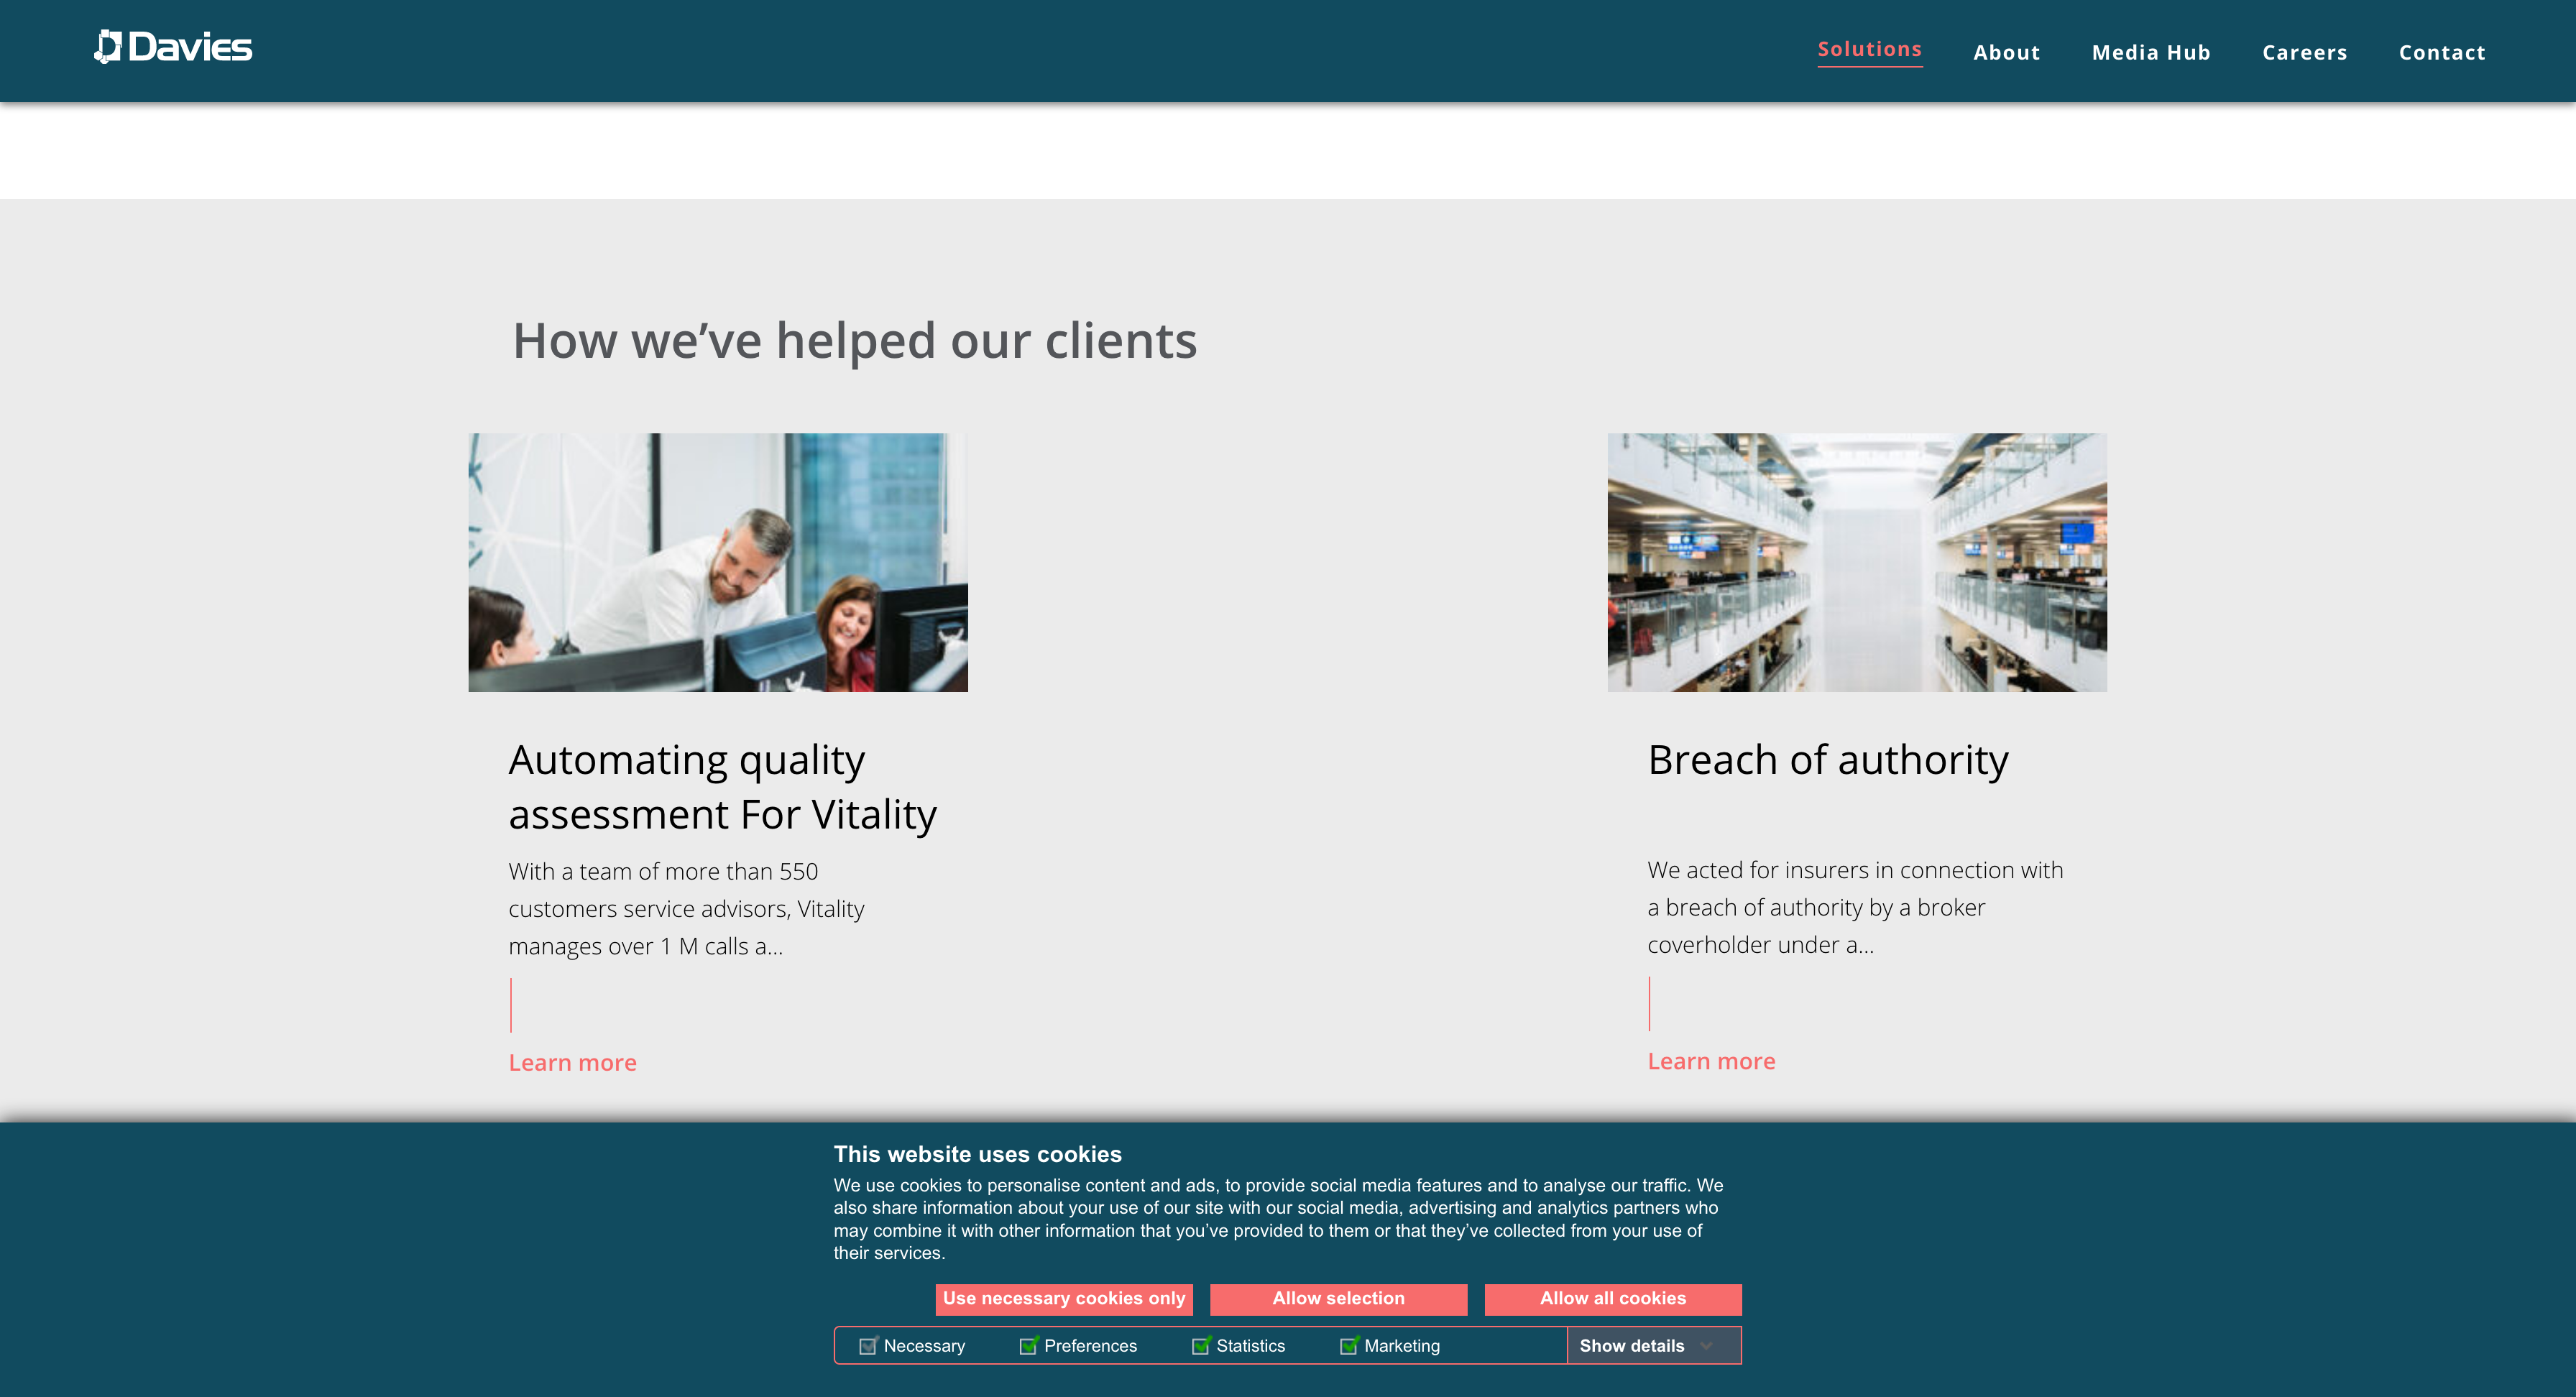 Davies
Solutions
About
Media Hub
Careers
Contact
How we’ve helped our clients
Automating quality
assessment For Vitality
With a team of more than 550
customers service advisors, Vitality
manages over 1 M calls a...
Learn more
Breach of authority
We acted for insurers in connection with
a breach of authority by a broker
coverholder under a...
Learn more
This website uses cookies
We use cookies to personalise content and ads, to provide social media features and to analyse our traffic. We
also share information about your use of our site with our social media, advertising and analytics partners who
may combine it with other information that you’ve provided to them or that they’ve collected from your use of
their services.
Use necessary cookies only
Allow selection
Allow all cookies
Necessary
Preferences
Statistics
Marketing
Show details